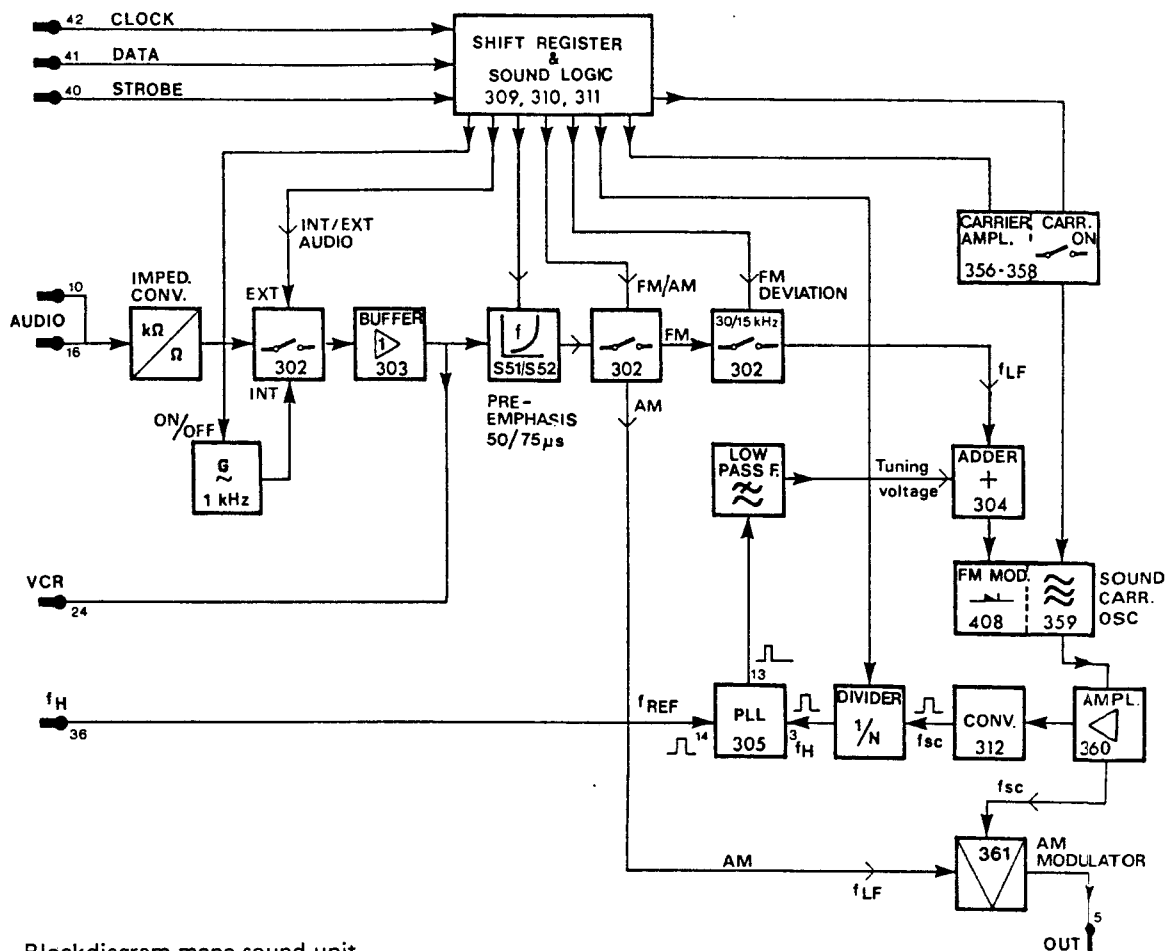 42 CLOCK
41 DATA
40 STROBE
SHIFT REGISTER
&
SOUND LOGIC
309, 310, 311
INT/EXT
AUDIO
CARRIER
AMPL.
CARR.
ON
356-358
10
AUDIO
16
IMPED.
CONV.
kΩ
Ω
EXT
302
INT
BUFFER
1
303
f
S51/S52
PRE-
EMPHASIS
50/75µs
FM/AM
302
FM
AM
FM
DEVIATION
30/15 kHz
302
fLF
ON/OFF
G
~
1 kHz
LOW
PASS F.
Tuning
voltage
ADDER
+
304
VCR
24
FM MOD.
408
359
SOUND
CARR.
OSC
fH
36
fREF
14
13
PLL
305
3
fH
DIVIDER
1/N
fsc
CONV.
312
AMPL.
360
fsc
AM
fLF
361
AM
MODULATOR
5
OUT
Blockdiagram mono sound unit